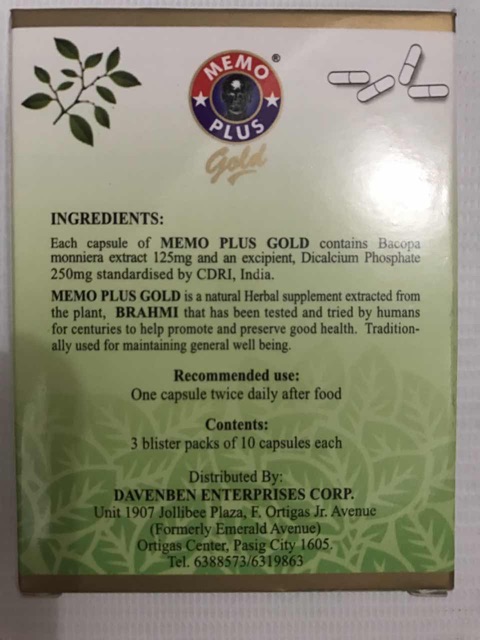 MEMO
PLUS
®
Gold
INGREDIENTS:
Each capsule of MEMO PLUS GOLD contains Bacopa
monniera extract 125mg and an excipient, Dicalcium Phosphate
250mg standardised by CDRI, India.
MEMO PLUS GOLD is a natural Herbal supplement extracted from
the plant, BRAHMI that has been tested and tried by humans
for centuries to help promote and preserve good health. Tradition-
ally used for maintaining general well being.
Recommended use:
One capsule twice daily after food
Contents:
3 blister packs of 10 capsules each
Distributed By:
DAVENBEN ENTERPRISES CORP.
Unit 1907 Jollibee Plaza, F. Ortigas Jr. Avenue
(Formerly Emerald Avenue)
Ortigas Center, Pasig City 1605.
Tel. 6388573/6319863